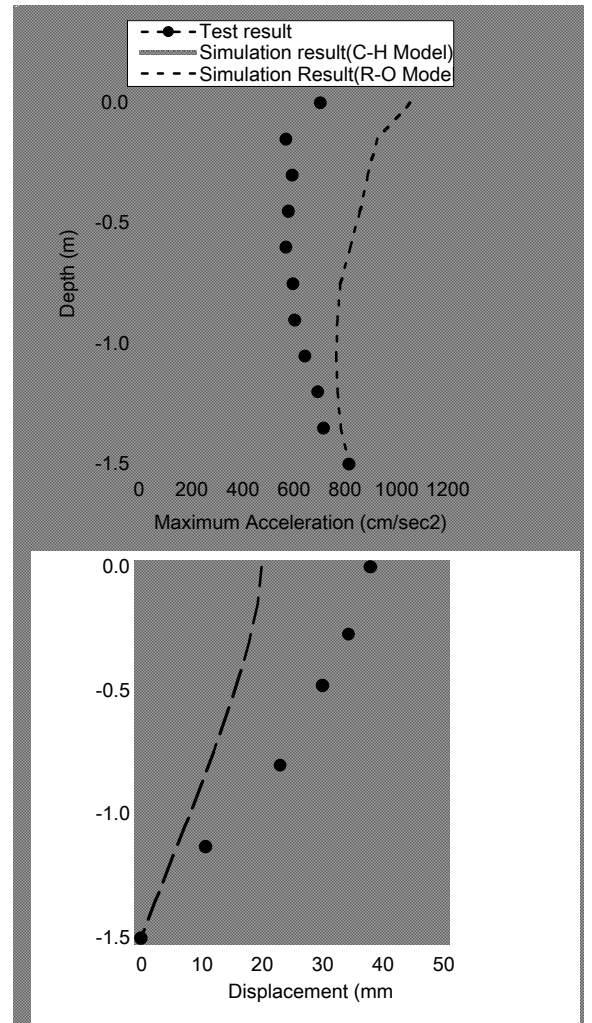 Test result
Simulation result(C-H Model)
Simulation Result(R-O Mode
0.0
-0.5
-1.0
-1.5
Depth (m)
0 200 400 600 800 1000 1200
Maximum Acceleration (cm/sec2)
0.0
-0.5
-1.0
-1.5
0 10 20 30 40 50
Displacement (mm